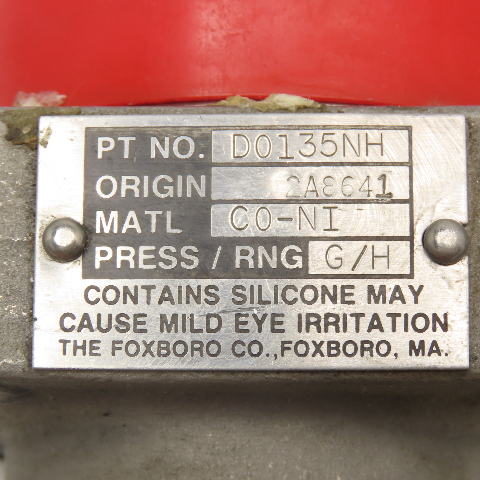 PT NO. D0135NH
ORIGIN 2A8641
MATL CO-NI
PRESS / RNG G/H
CONTAINS SILICONE MAY
CAUSE MILD EYE IRRITATION
THE FOXBORO CO., FOXBORO, MA.